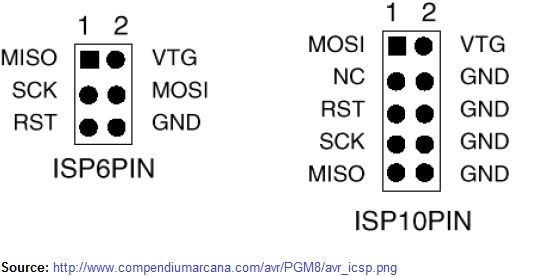 1 2
MISO VTG
SCK MOSI
RST GND
ISP6PIN
1 2
MOSI VTG
NC GND
RST GND
SCK GND
MISO GND
ISP10PIN
Source: http://www.compendiumarcana.com/avr/PGM8/avr_icsp.png